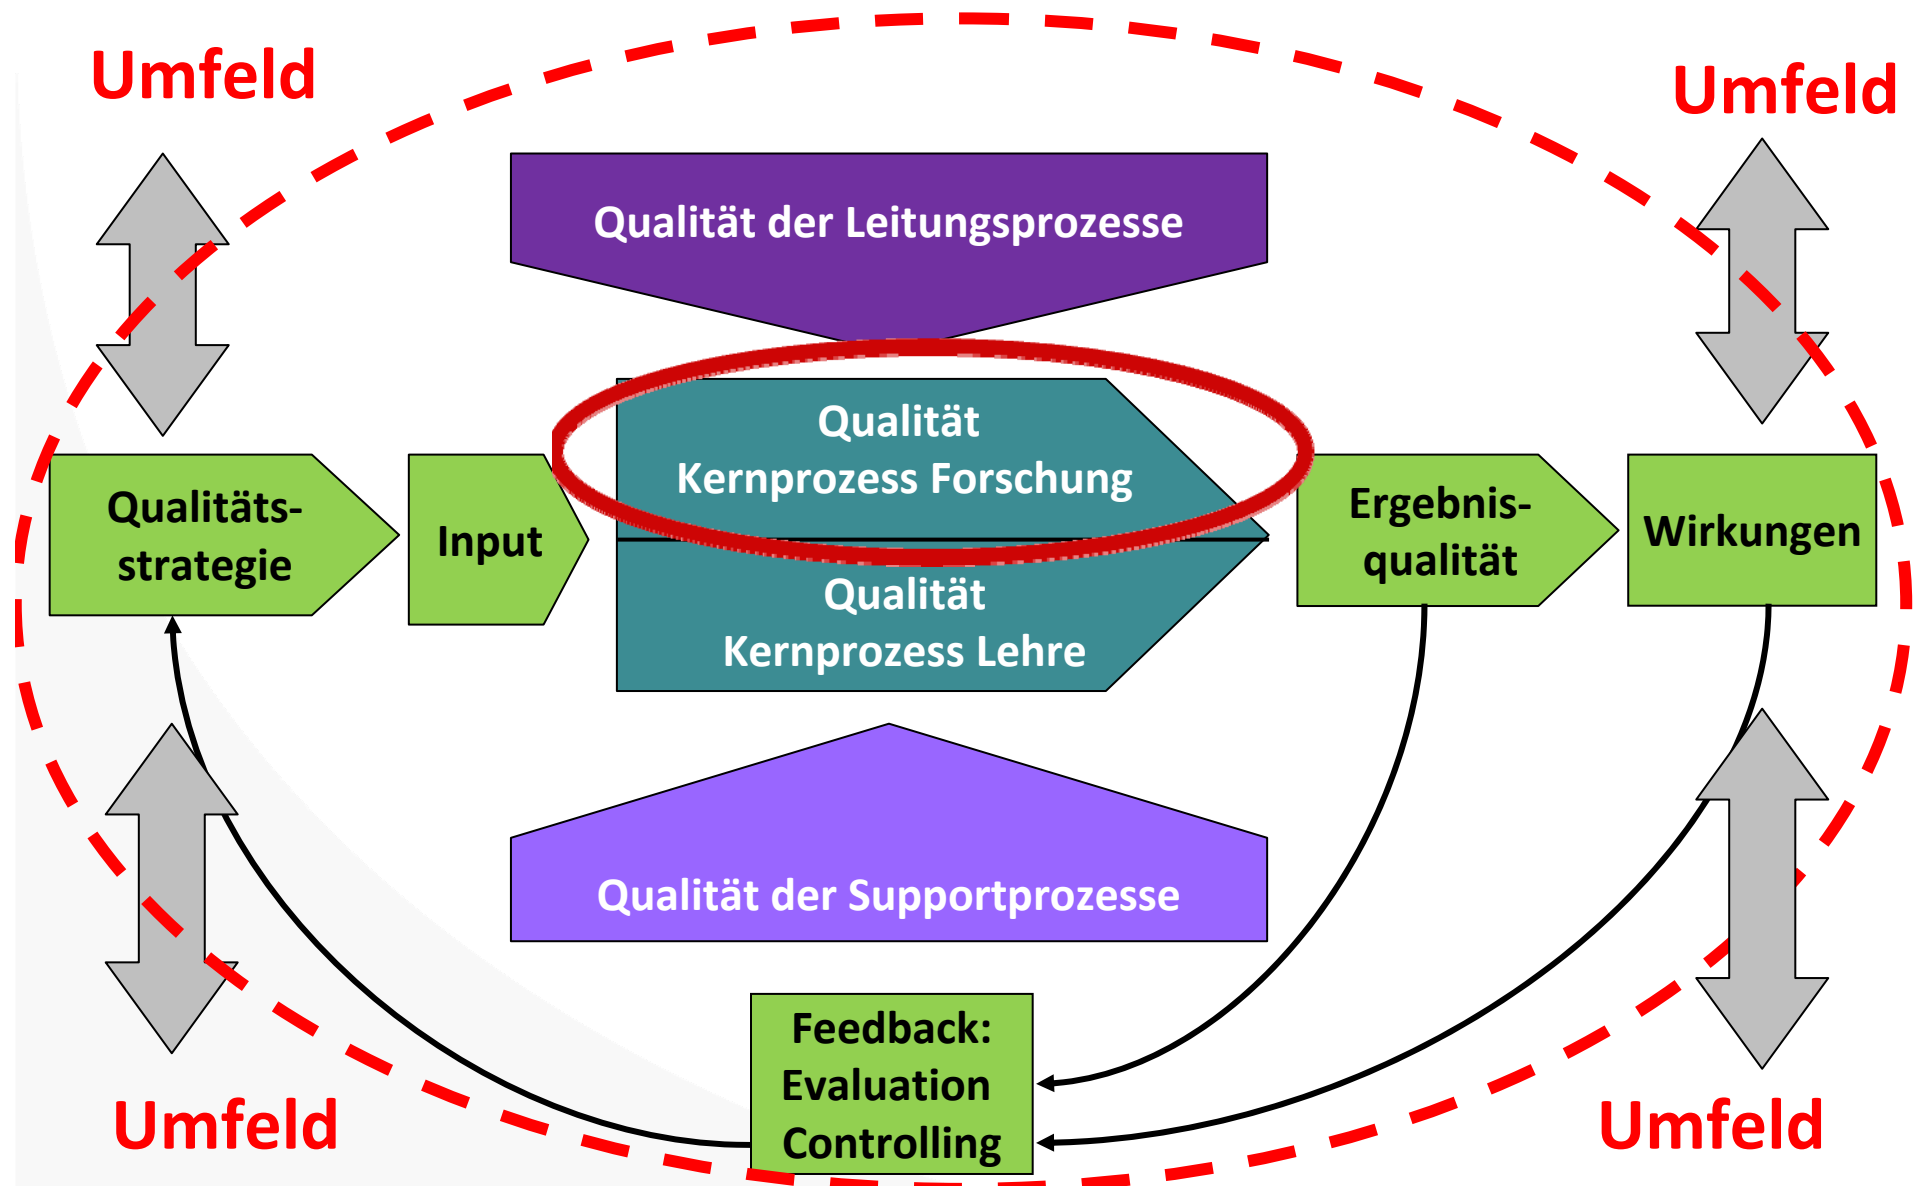 Umfeld
Umfeld
Qualität der Leitungsprozesse
Qualitäts-
strategie
Input
Qualität
Kernprozess Forschung
Qualität
Kernprozess Lehre
Ergebnis-
qualität
Wirkungen
Qualität der Supportprozesse
Feedback:
Evaluation
Controlling
Umfeld
Umfeld